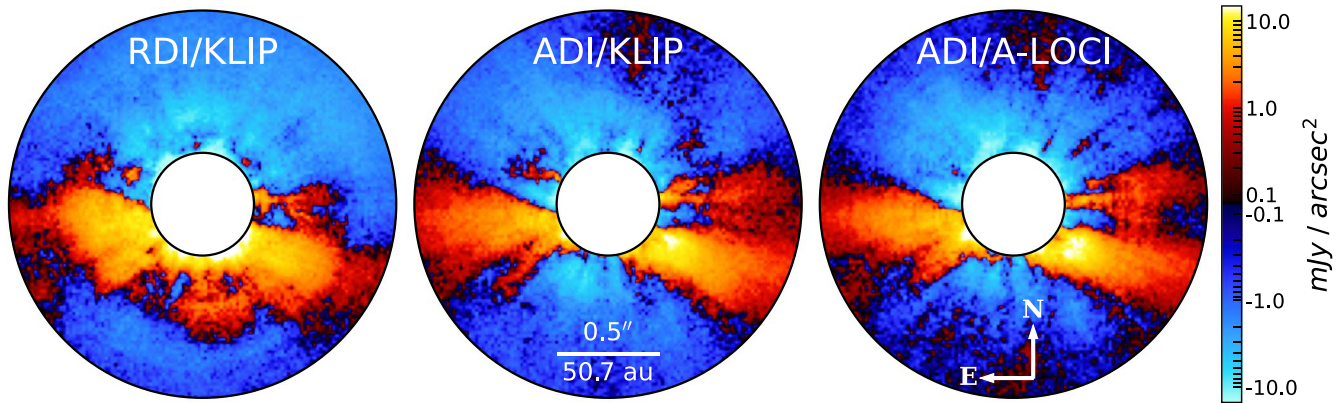 RDI/KLIP
ADI/KLIP
ADI/A-LOCI
0.5″
50.7 au
N
E
10.0
1.0
0.1
-0.1
-1.0
-10.0
mJy / arcsec²